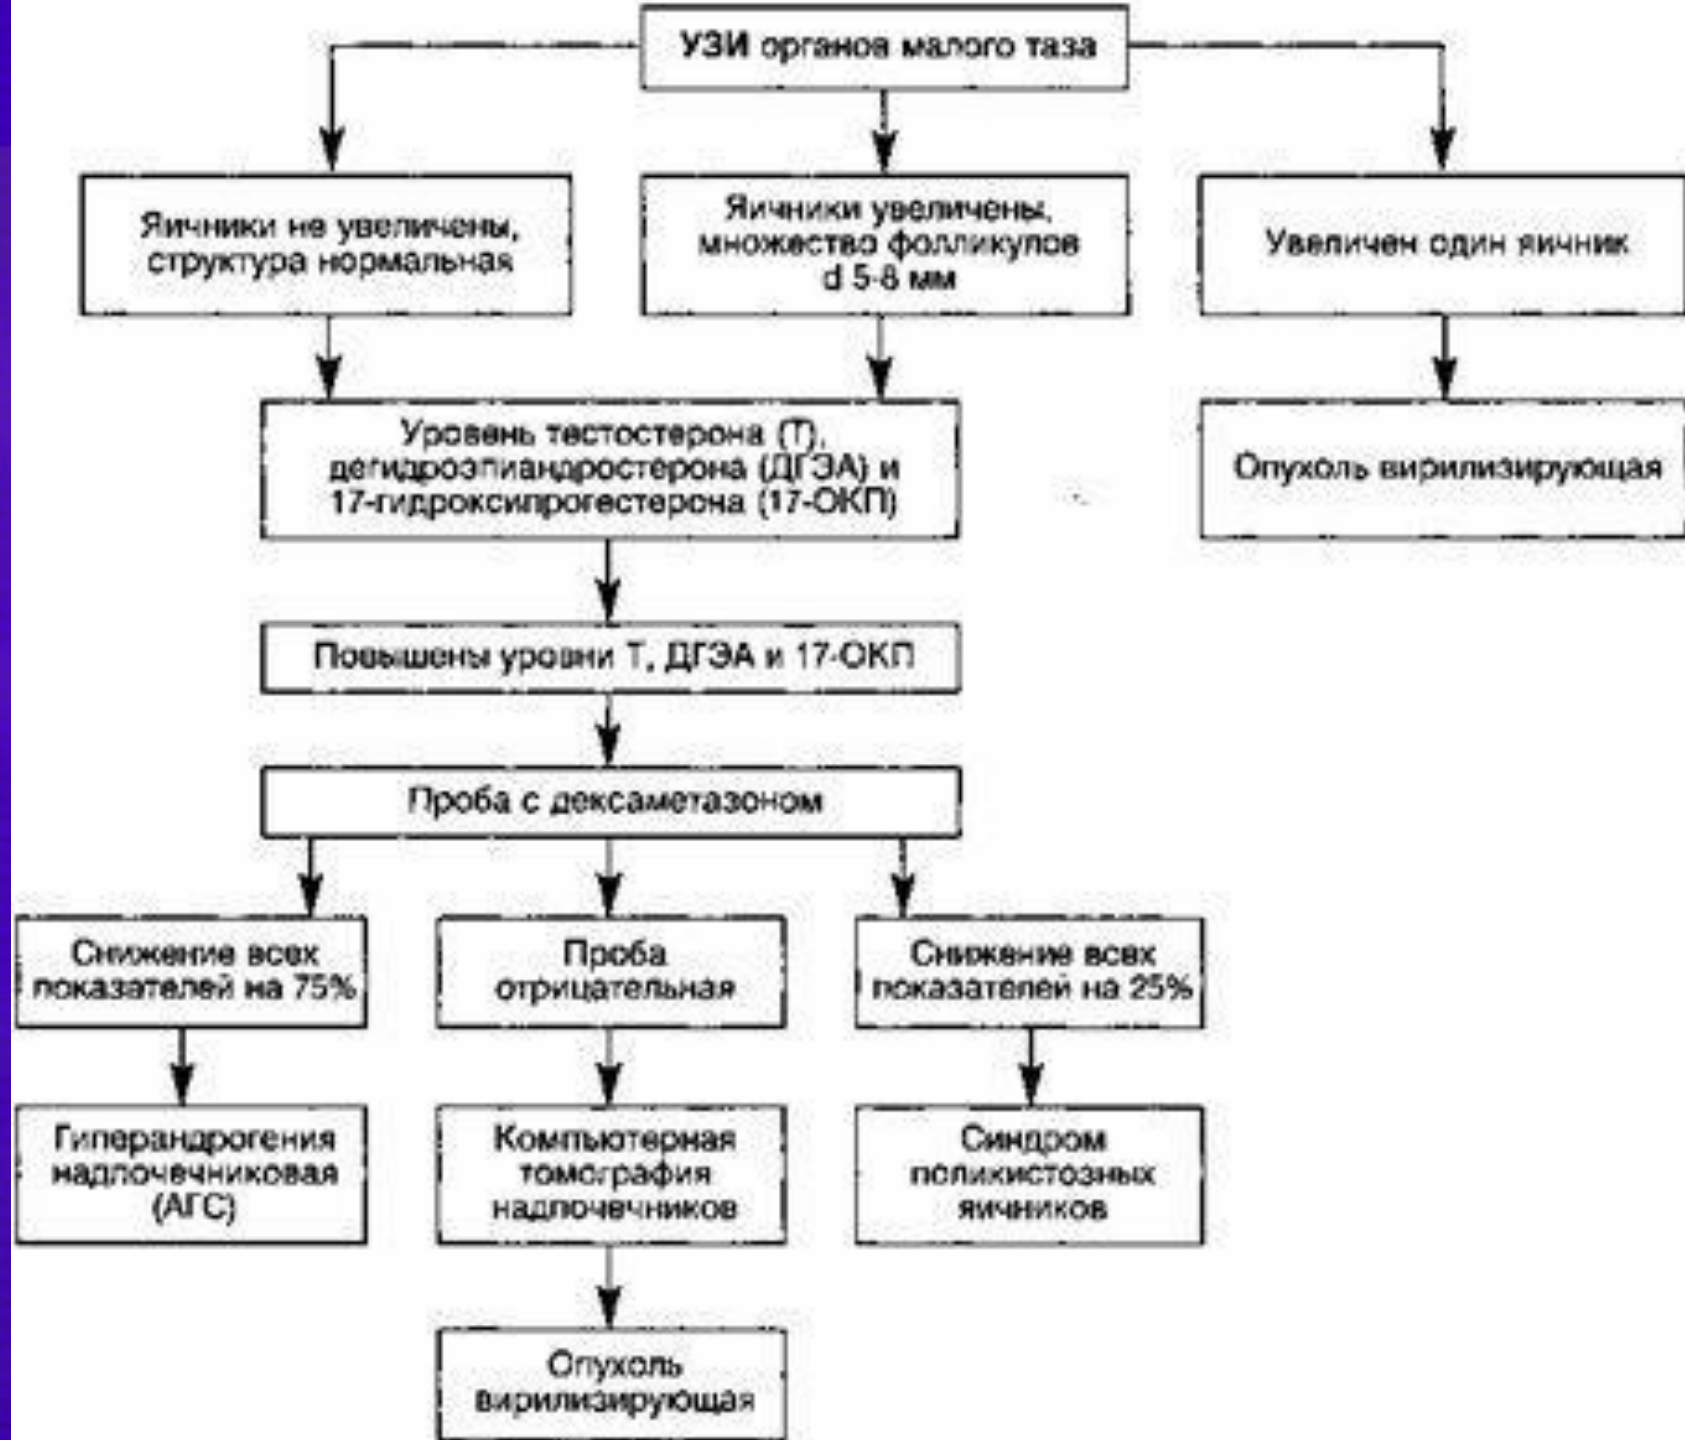 УЗИ органов малого таза
Яичники не увеличены,
структура нормальная
Яичники увеличены,
множество фолликулов
d 5-8 мм
Увеличен один яичник
Уровень тестостерона (Т),
дегидроэпиандростерона (ДГЭА) и
17-гидроксипрогестерона (17-ОКП)
Опухоль вирилизирующая
Повышены уровни Т, ДГЭА и 17-ОКП
Проба с дексаметазоном
Снижение всех
показателей на 75%
Проба
отрицательная
Снижение всех
показателей на 25%
Гиперандрогения
надпочечниковая
(АГС)
Компьютерная
томография
надпочечников
Синдром
поликистозных
яичников
Опухоль
вирилизирующая